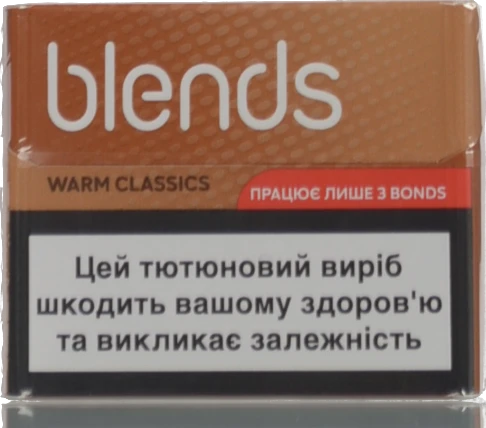 blends
WARM CLASSICS
ПРАЦЮЄ ЛИШЕ З BONDS
Цей тютюновий виріб
шкодить вашому здоров'ю
та викликає залежність